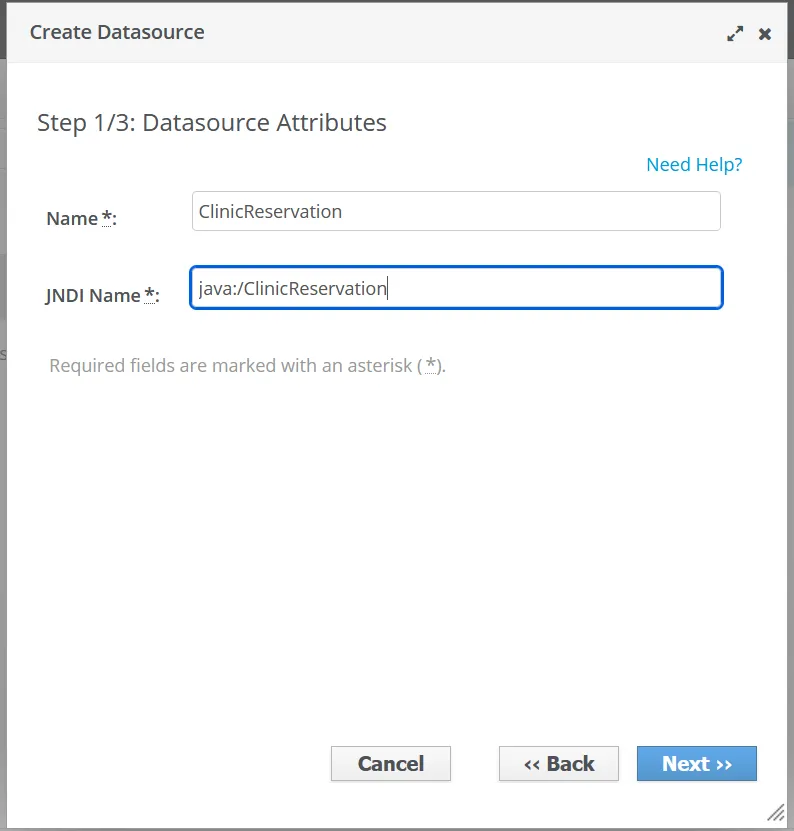 Create Datasource
Step 1/3: Datasource Attributes
Need Help?
Name *:
ClinicReservation
JNDI Name *:
java:/ClinicReservation
Required fields are marked with an asterisk ( *).
Cancel
‹‹ Back
Next ››